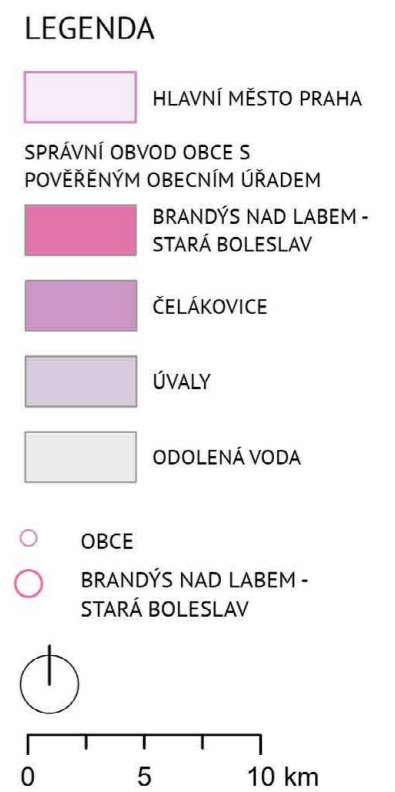 LEGENDA
HLAVNÍ MĚSTO PRAHA
SPRÁVNÍ OBVOD OBCE S
POVĚŘĚNÝM OBECNÍM ÚŘADEM
BRANDÝS NAD LABEM -
STARÁ BOLESLAV
ČELÁKOVICE
ÚVALY
ODOLENÁ VODA
OBCE
BRANDÝS NAD LABEM -
STARÁ BOLESLAV
0 5 10 km